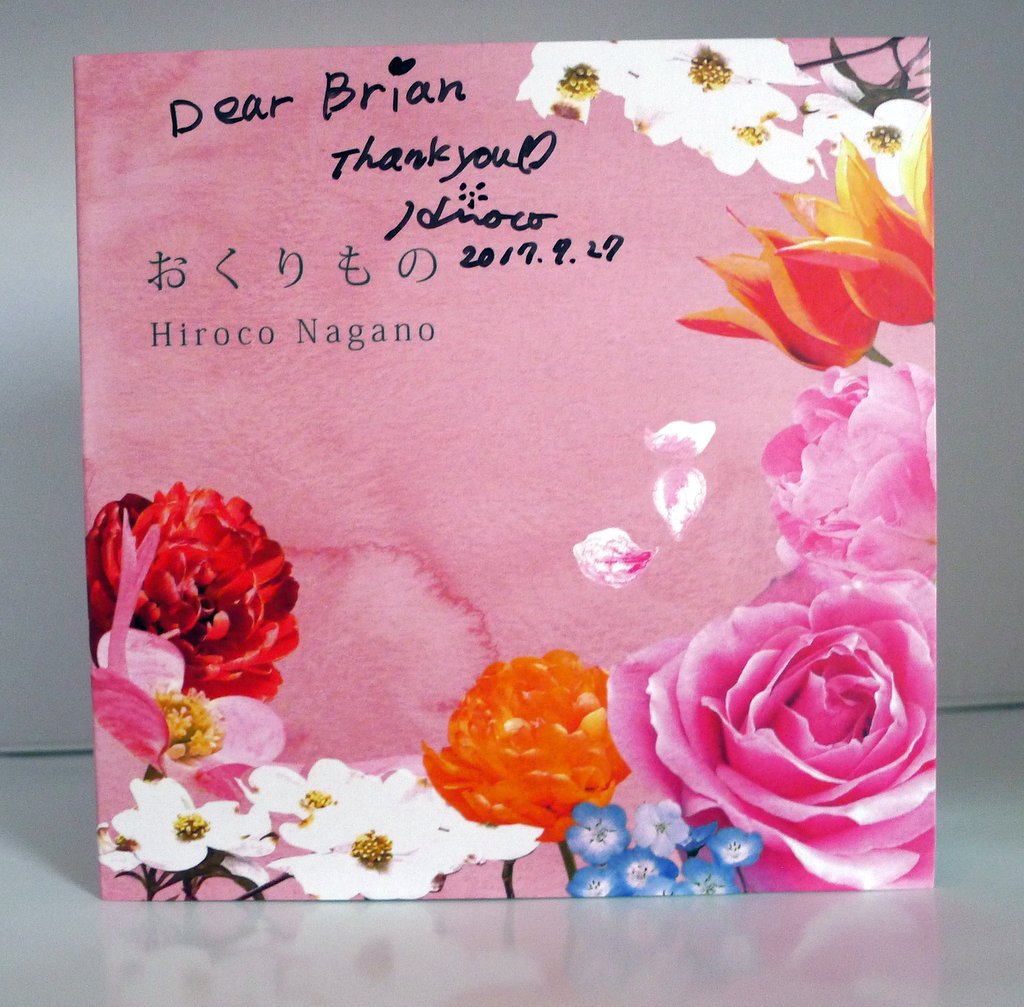 Dear Brian
Thank you♡
Hiroco
2017.9.27
おくりもの
Hiroco Nagano